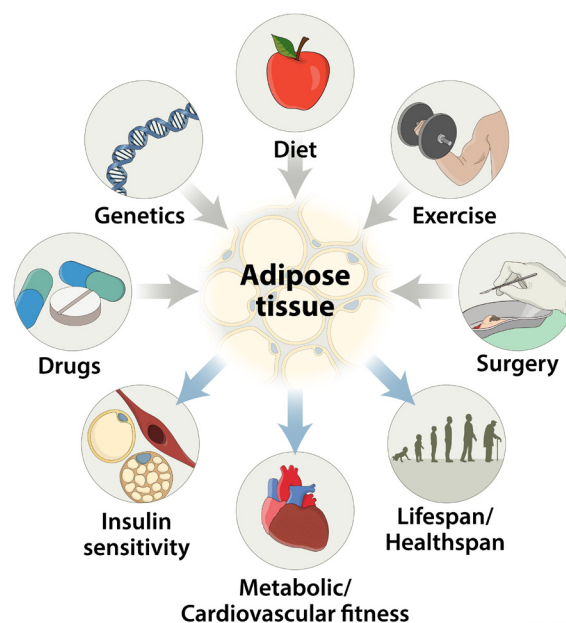 Diet
Genetics
Exercise
Adipose
tissue
Drugs
Surgery
Insulin
sensitivity
Metabolic/
Cardiovascular fitness
Lifespan/
Healthspan